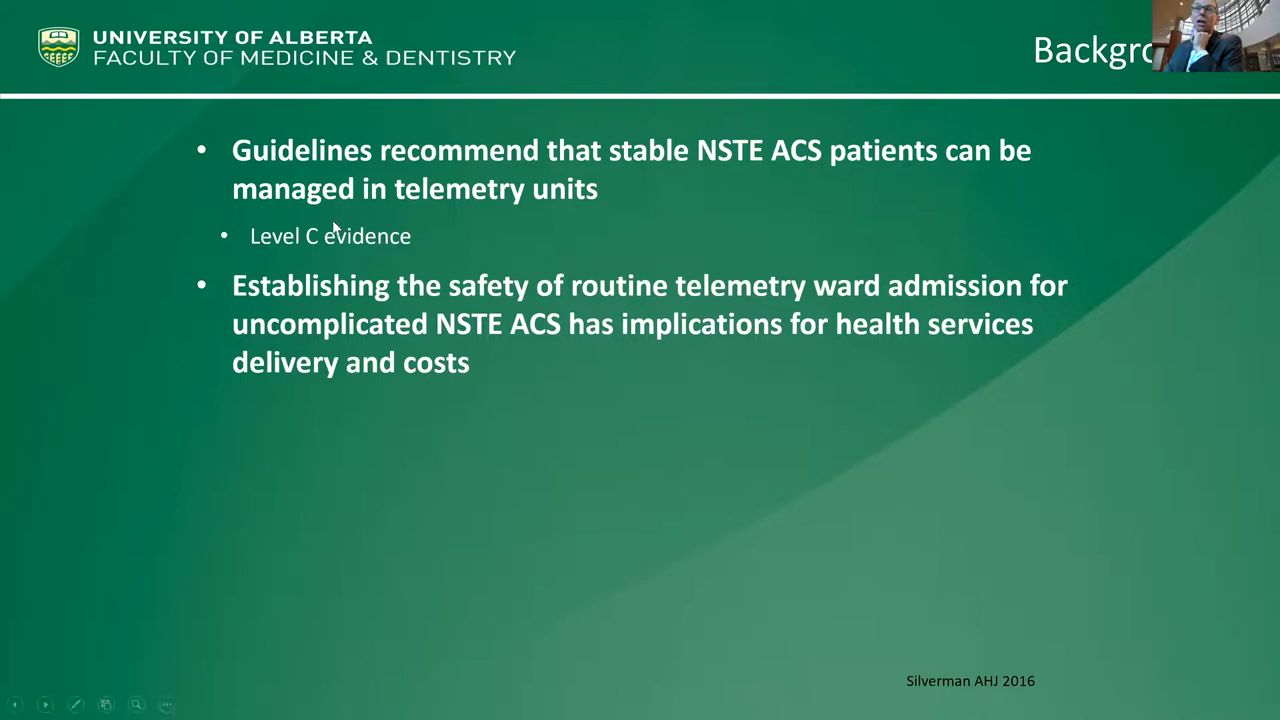 UNIVERSITY OF ALBERTA
FACULTY OF MEDICINE & DENTISTRY
• Guidelines recommend that stable NSTE ACS patients can be
managed in telemetry units
• Level C evidence
• Establishing the safety of routine telemetry ward admission for
uncomplicated NSTE ACS has implications for health services
delivery and costs
Silverman AHJ 2016